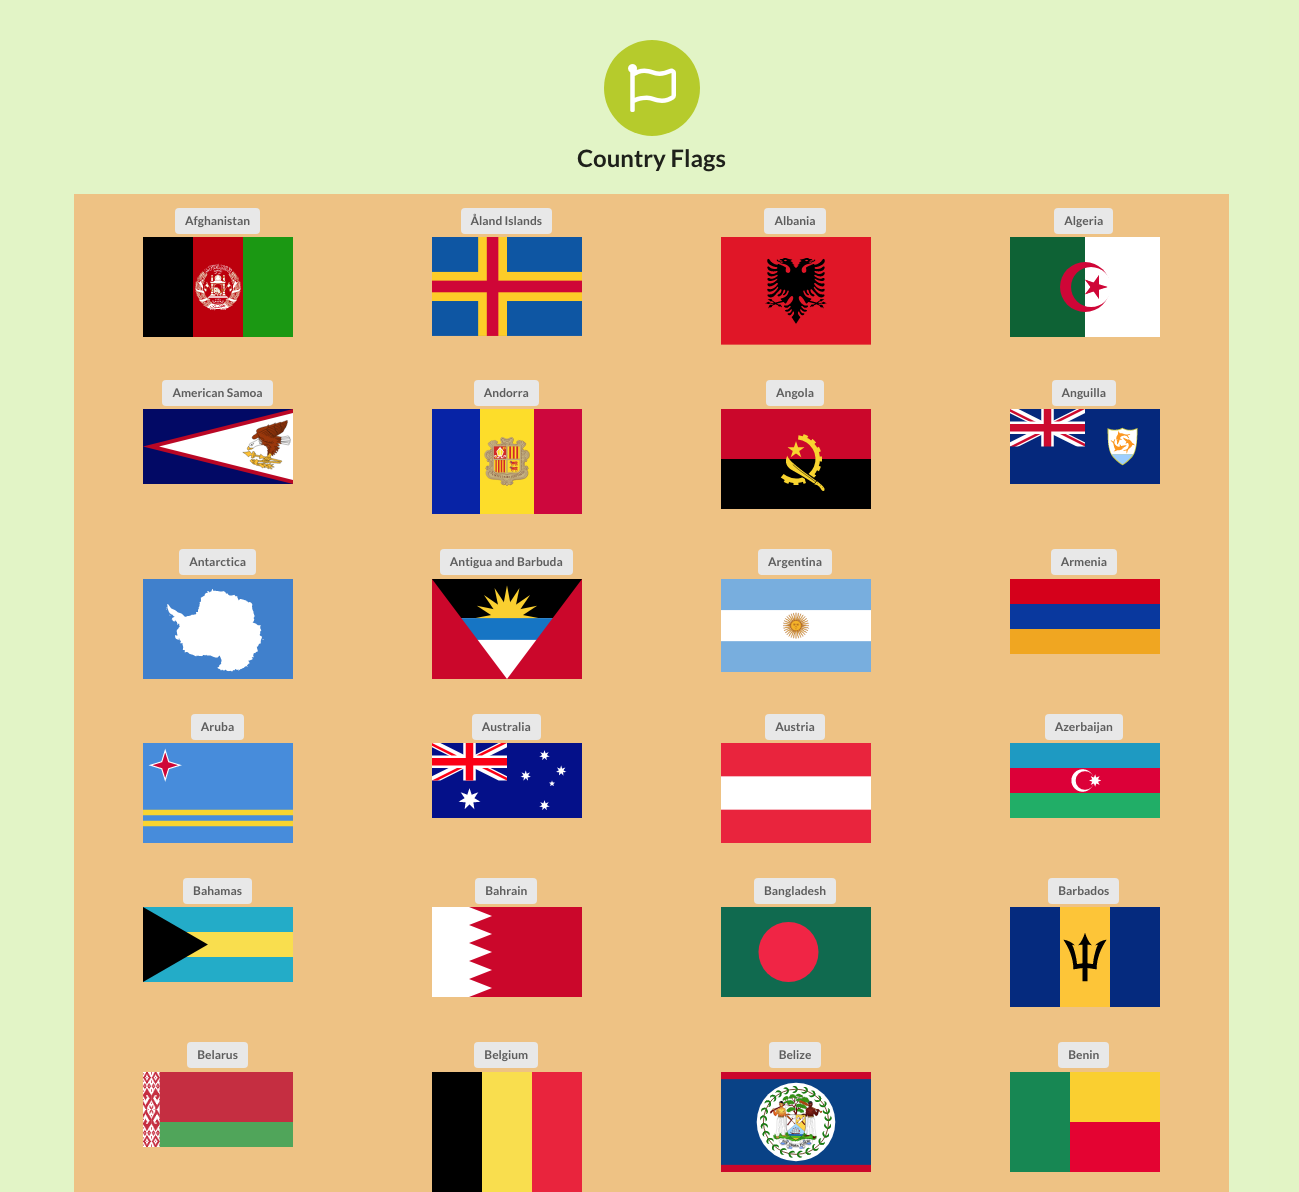 Country Flags
Afghanistan
Åland Islands
Albania
Algeria
American Samoa
Andorra
Angola
Anguilla
Antarctica
Antigua and Barbuda
Argentina
Armenia
Aruba
Australia
Austria
Azerbaijan
Bahamas
Bahrain
Bangladesh
Barbados
Belarus
Belgium
Belize
Benin